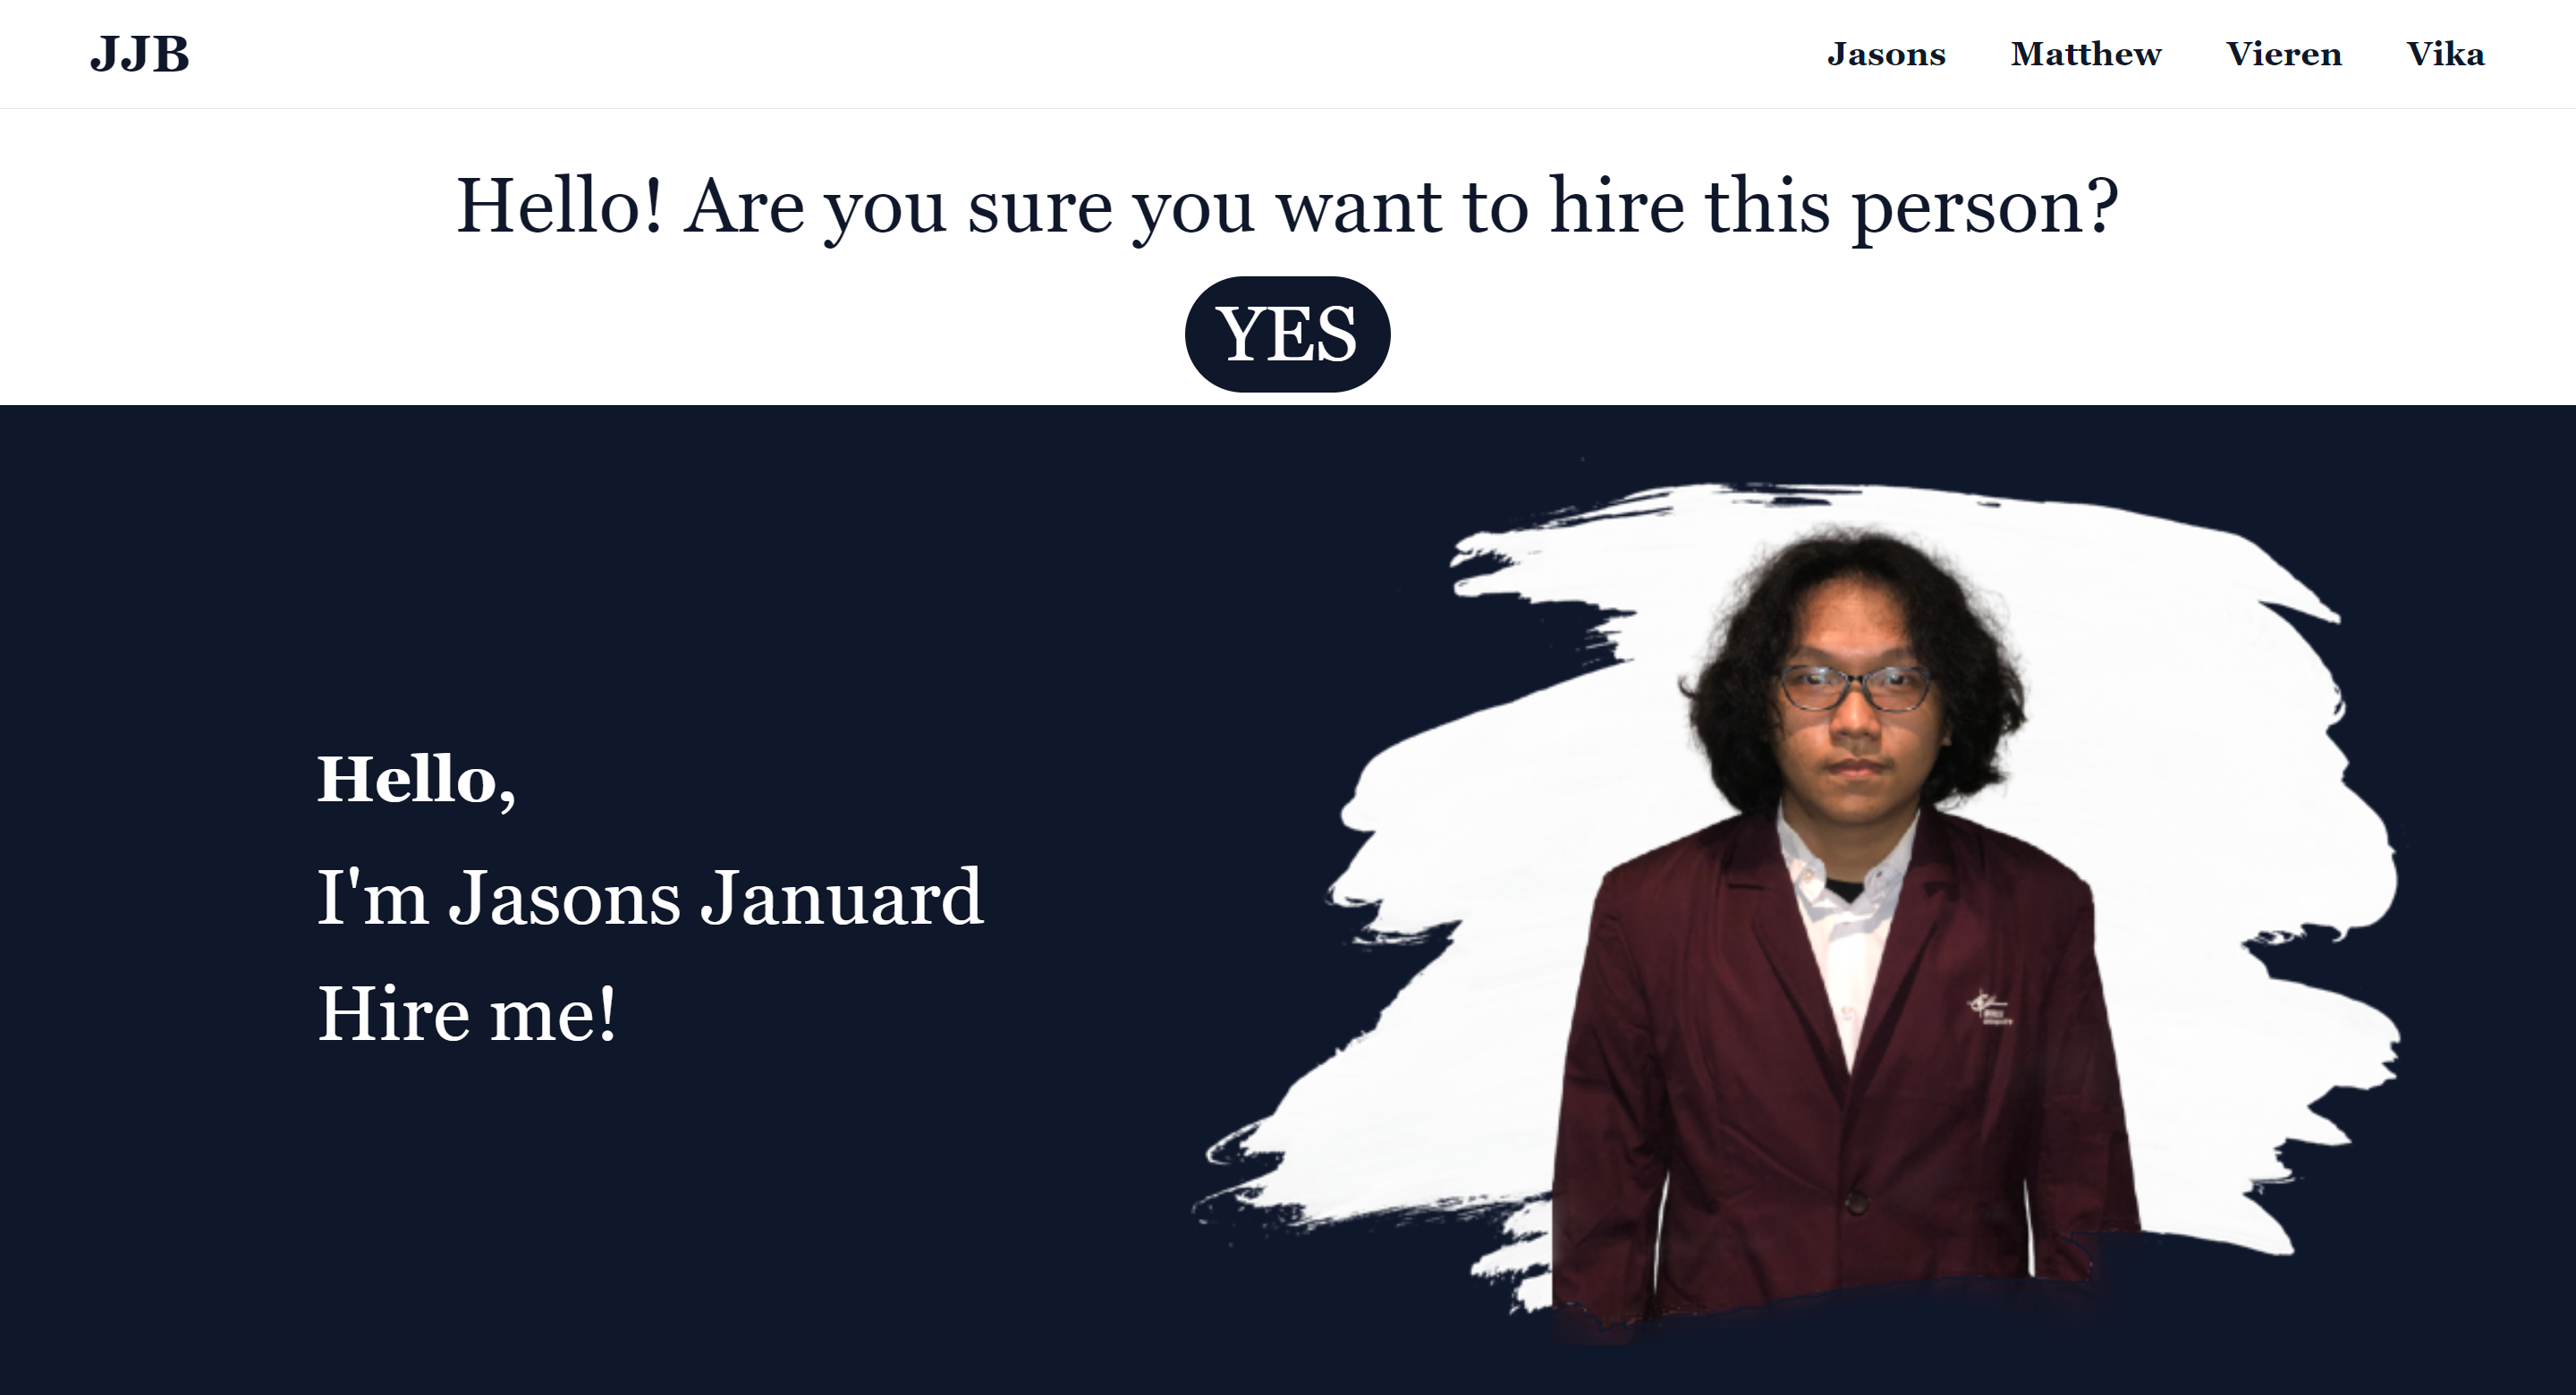 JJB
Jasons Matthew Vieren Vika
Hello! Are you sure you want to hire this person?
YES
Hello,
I'm Jasons Januard
Hire me!